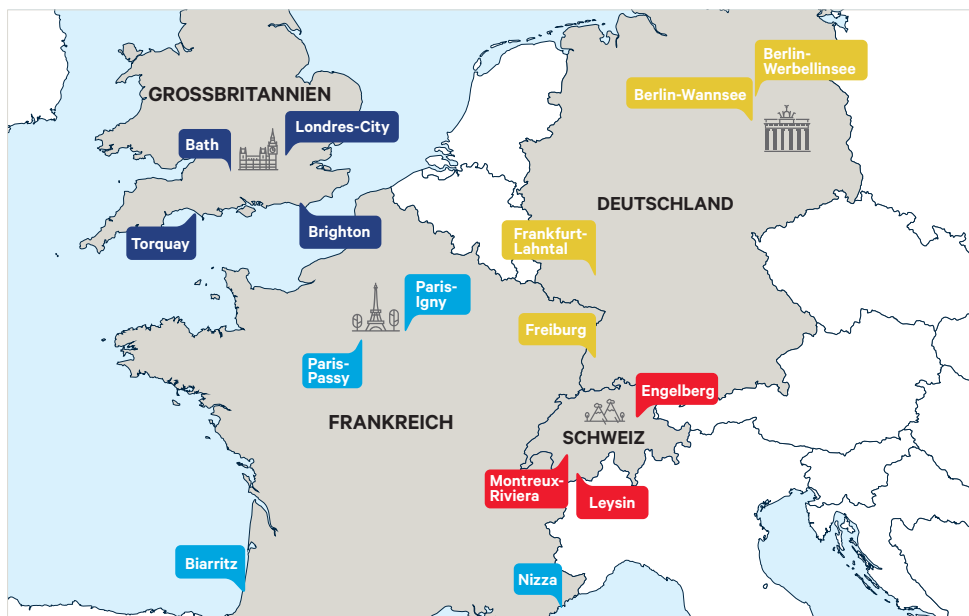 GROSSBRITANNIEN
Londres-City
Bath
Torquay
Brighton
Berlin-
Werbellinsee
Berlin-Wannsee
DEUTSCHLAND
Frankfurt-
Lahntal
Freiburg
Paris-
Igny
Paris-
Passy
FRANKREICH
Engelberg
SCHWEIZ
Montreux-
Riviera
Leysin
Biarritz
Nizza